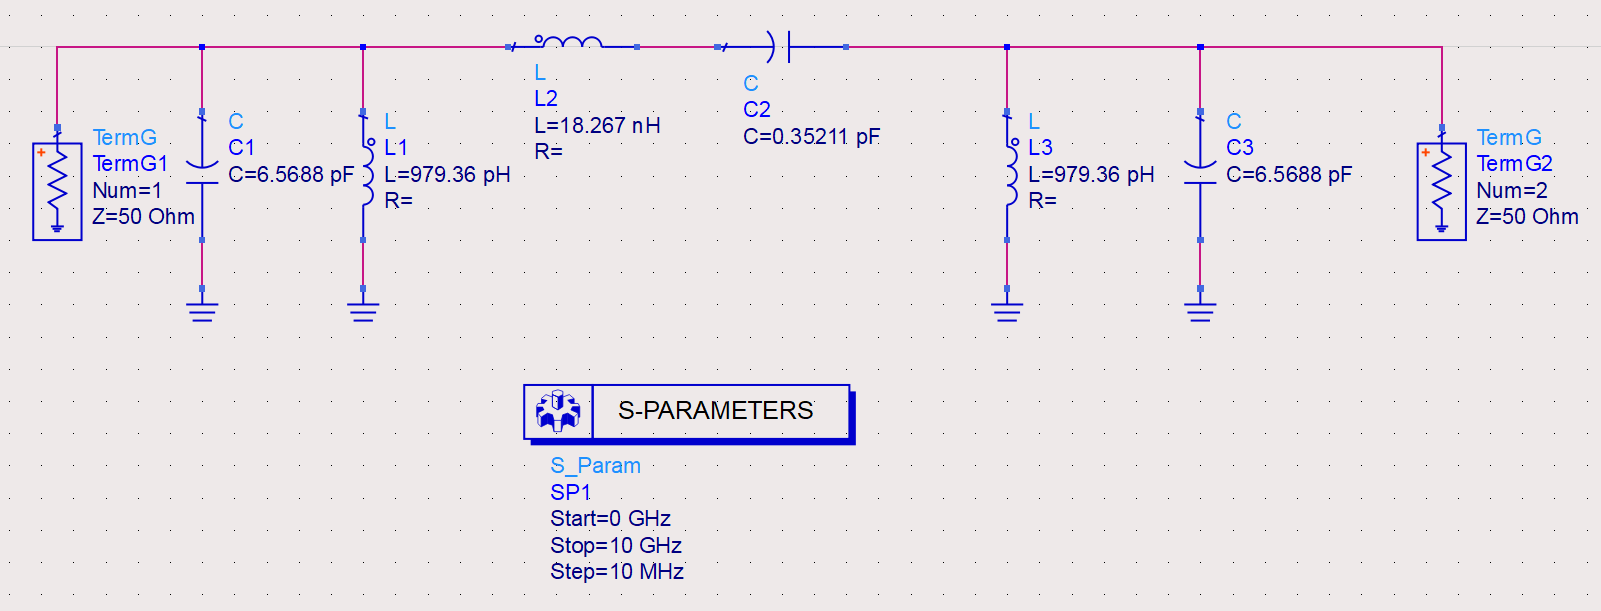 TermG
TermG1
Num=1
Z=50 Ohm
C
C1
C=6.5688 pF
L
L1
L=979.36 pH
R=
L
L2
L=18.267 nH
R=
C
C2
C=0.35211 pF
L
L3
L=979.36 pH
R=
C
C3
C=6.5688 pF
TermG
TermG2
Num=2
Z=50 Ohm
S-PARAMETERS
S_Param
SP1
Start=0 GHz
Stop=10 GHz
Step=10 MHz